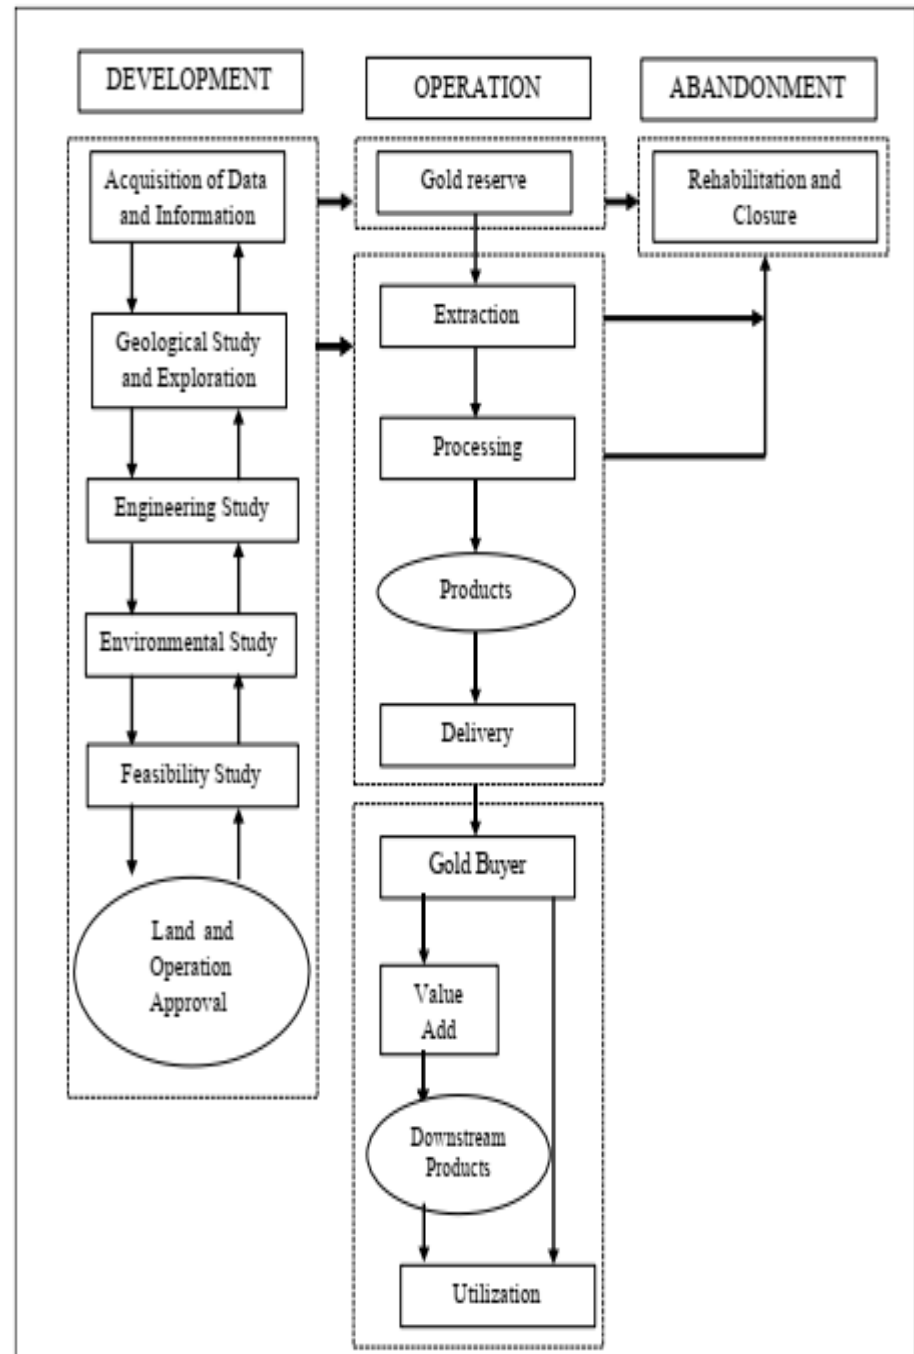 DEVELOPMENT
OPERATION
ABANDONMENT
Acquisition of Data
and Information
Geological Study
and Exploration
Engineering Study
Environmental Study
Feasibility Study
Land and
Operation
Approval
Gold reserve
Extraction
Processing
Products
Delivery
Gold Buyer
Value
Add
Downstream
Products
Utilization
Rehabilitation and
Closure